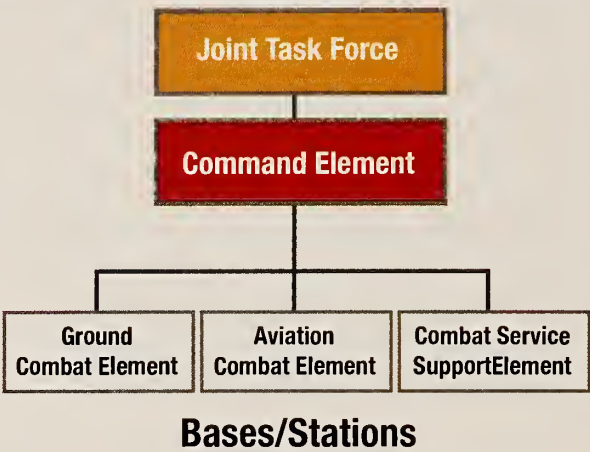 Joint Task Force
Command Element
Ground
Combat Element
Aviation
Combat Element
Combat Service
SupportElement
Bases/Stations